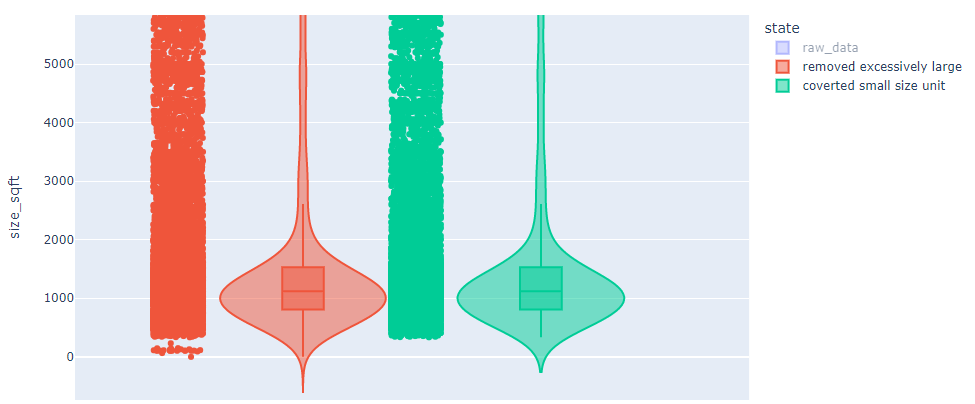 state
raw_data
removed excessively large
coverted small size unit
size_sqft
5000
4000
3000
2000
1000
0